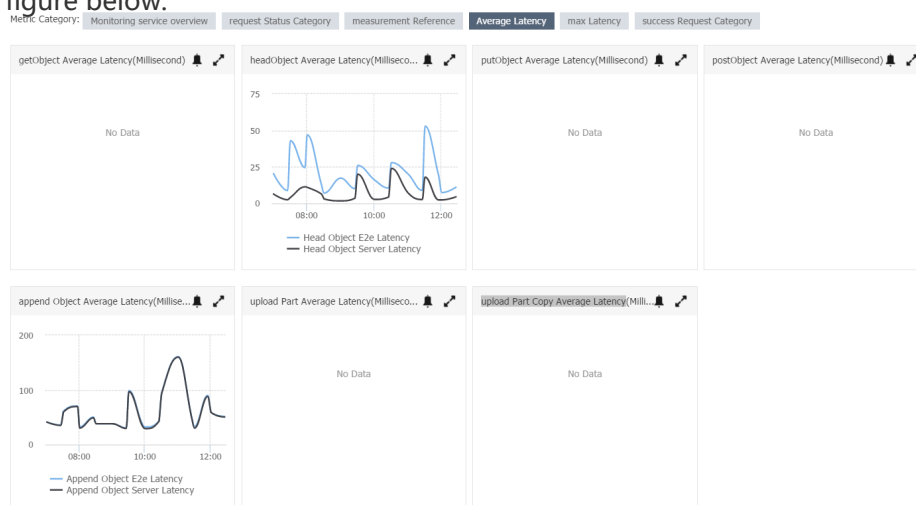 figure below.
Metric Category: Monitoring service overview request Status Category measurement Reference Average Latency max Latency success Request Category
getObject Average Latency(Millisecond) headObject Average Latency(Milliseco... putObject Average Latency(Millisecond) postObject Average Latency(Millisecond)
No Data
75
50
25
0
08:00 10:00 12:00
Head Object E2e Latency
Head Object Server Latency
No Data
No Data
append Object Average Latency(Millise... upload Part Average Latency(Milliseco... upload Part Copy Average Latency(Milli...
200
100
0
08:00 10:00 12:00
Append Object E2e Latency
Append Object Server Latency
No Data
No Data